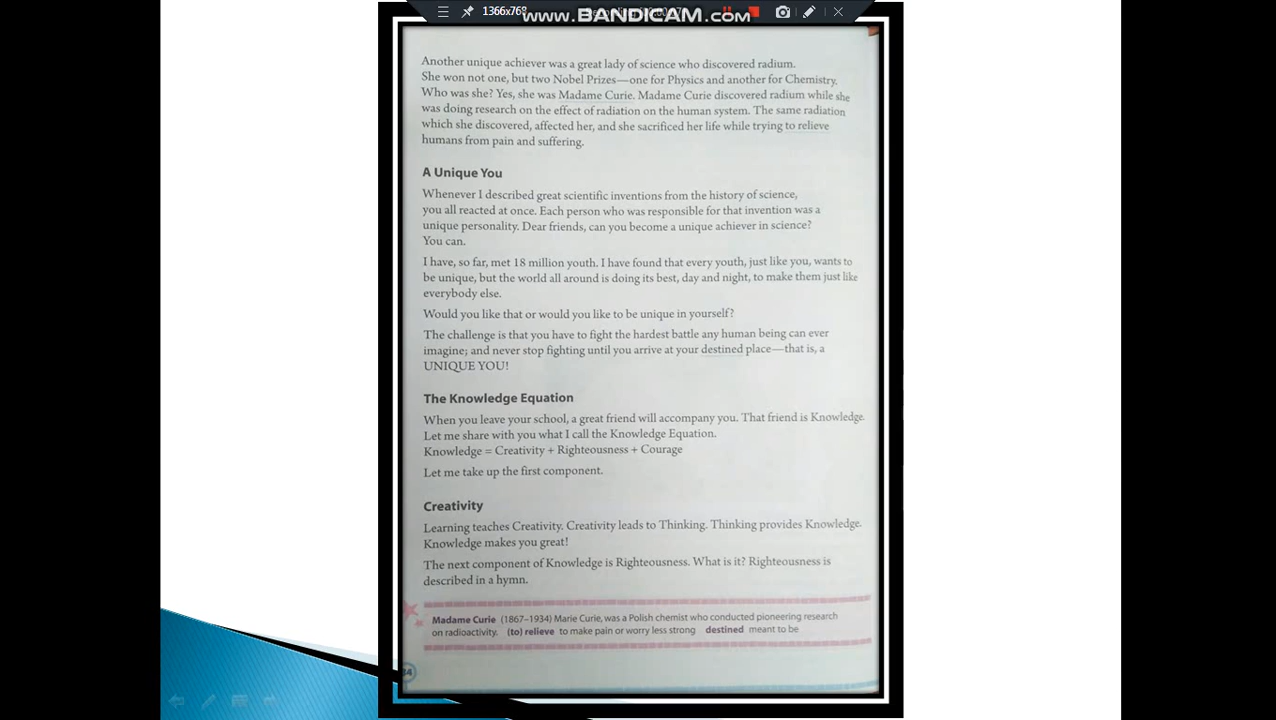 1366x768
www.BANDICAM.com
Another unique achiever was a great lady of science who discovered radium.
She won not one, but two Nobel Prizes—one for Physics and another for Chemistry.
Who was she? Yes, she was Madame Curie. Madame Curie discovered radium while she
was doing research on the effect of radiation on the human system. The same radiation
which she discovered, affected her, and she sacrificed her life while trying to relieve
humans from pain and suffering.
A Unique You
Whenever I described great scientific inventions from the history of science,
you all reacted at once. Each person who was responsible for that invention was a
unique personality. Dear friends, can you become a unique achiever in science?
You can.
I have, so far, met 18 million youth. I have found that every youth, just like you, wants to
be unique, but the world all around is doing its best, day and night, to make them just like
everybody else.
Would you like that or would you like to be unique in yourself?
The challenge is that you have to fight the hardest battle any human being can ever
imagine; and never stop fighting until you arrive at your destined place—that is, a
UNIQUE YOU!
The Knowledge Equation
When you leave your school, a great friend will accompany you. That friend is Knowledge.
Let me share with you what I call the Knowledge Equation.
Knowledge = Creativity + Righteousness + Courage
Let me take up the first component.
Creativity
Learning teaches Creativity. Creativity leads to Thinking. Thinking provides Knowledge.
Knowledge makes you great!
The next component of Knowledge is Righteousness. What is it? Righteousness is
described in a hymn.
Madame Curie (1867–1934) Marie Curie, was a Polish chemist who conducted pioneering research
on radioactivity. (to) relieve to make pain or worry less strong destined meant to be